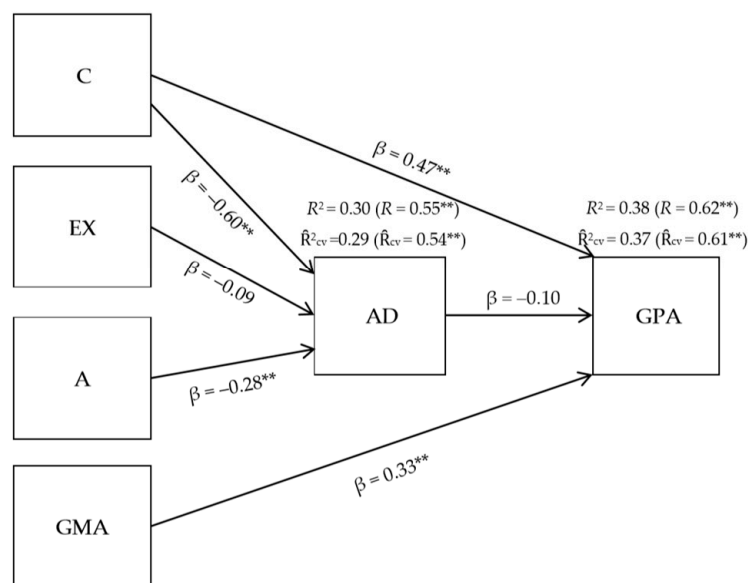 C
β = 0.47**
β = –0.60**
R² = 0.30 (R = 0.55**)
R̂²cv =0.29 (R̂cv = 0.54**)
R² = 0.38 (R = 0.62**)
R̂²cv = 0.37 (R̂cv = 0.61**)
EX
β = –0.09
AD
β = –0.10
GPA
A
β = –0.28**
β = 0.33**
GMA